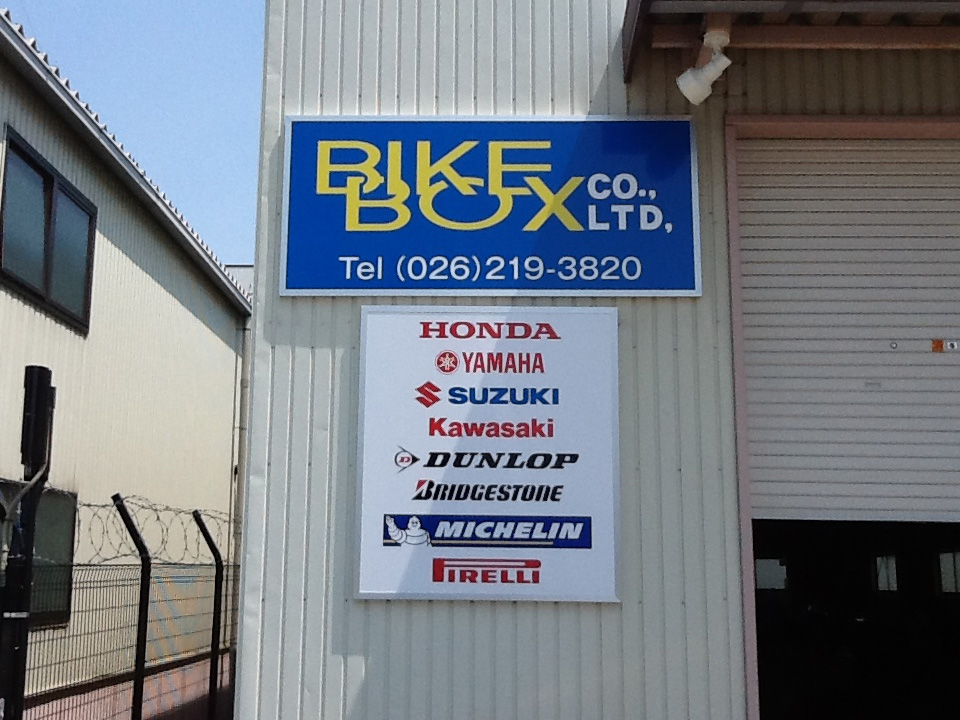 BIKE
BOX CO., LTD,
Tel (026)219-3820
HONDA
YAMAHA
SUZUKI
Kawasaki
DUNLOP
BRIDGESTONE
MICHELIN
PIRELLI